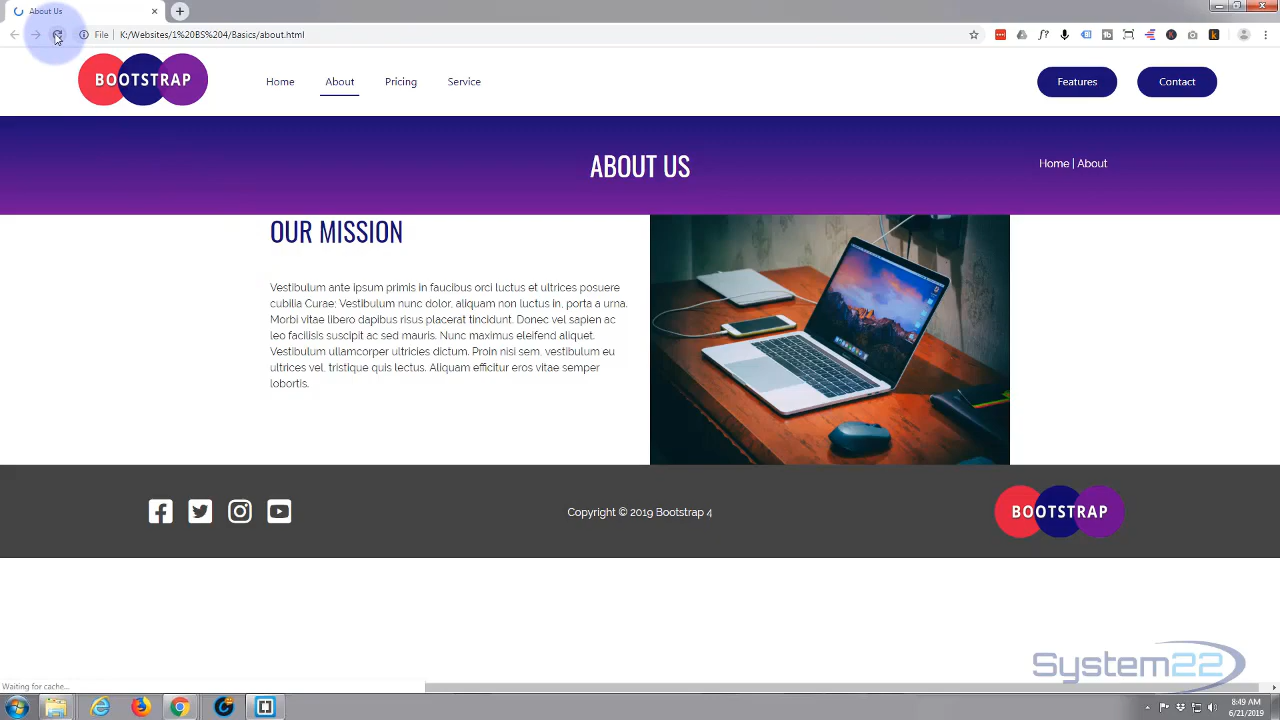 About Us
File
K:/Websites/1%20BS%204/Basics/about.html
BOOTSTRAP
Home
About
Pricing
Service
Features
Contact
ABOUT US
Home | About
OUR MISSION
Vestibulum ante ipsum primis in faucibus orci luctus et ultrices posuere
cubilia Curae; Vestibulum nunc dolor, aliquam non luctus in, porta a urna.
Morbi vitae libero dapibus risus placerat tincidunt. Donec vel sapien ac
leo facilisis suscipit ac sed mauris. Nunc maximus eleifend aliquet.
Vestibulum ullamcorper ultricies dictum. Proin nisi sem, vestibulum eu
ultrices vel, tristique quis lectus. Aliquam efficitur eros vitae semper
lobortis.
Copyright © 2019 Bootstrap 4
BOOTSTRAP
System22
Waiting for cache...
8:49 AM
6/21/2019